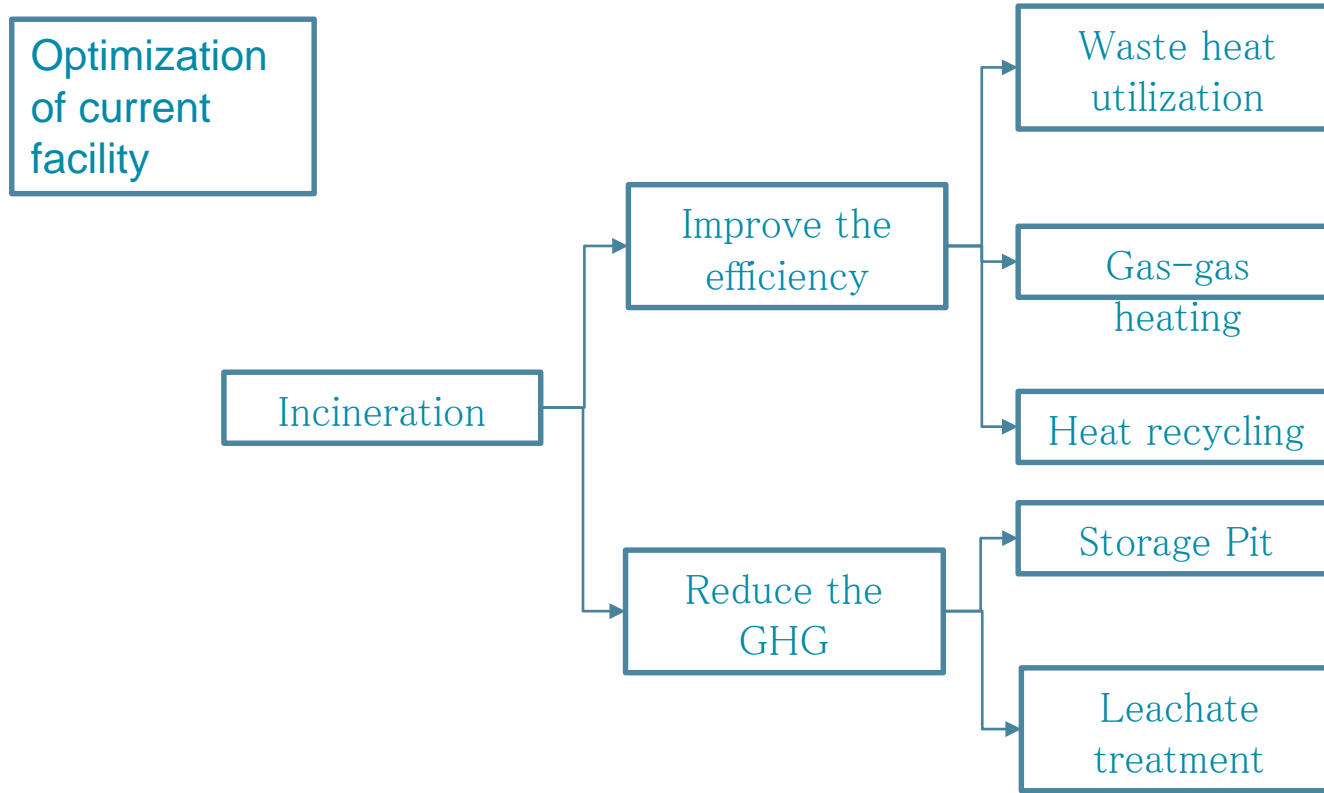 Optimization
of current
facility
Waste heat
utilization
Improve the
efficiency
Gas-gas
heating
Incineration
Heat recycling
Storage Pit
Reduce the
GHG
Leachate
treatment